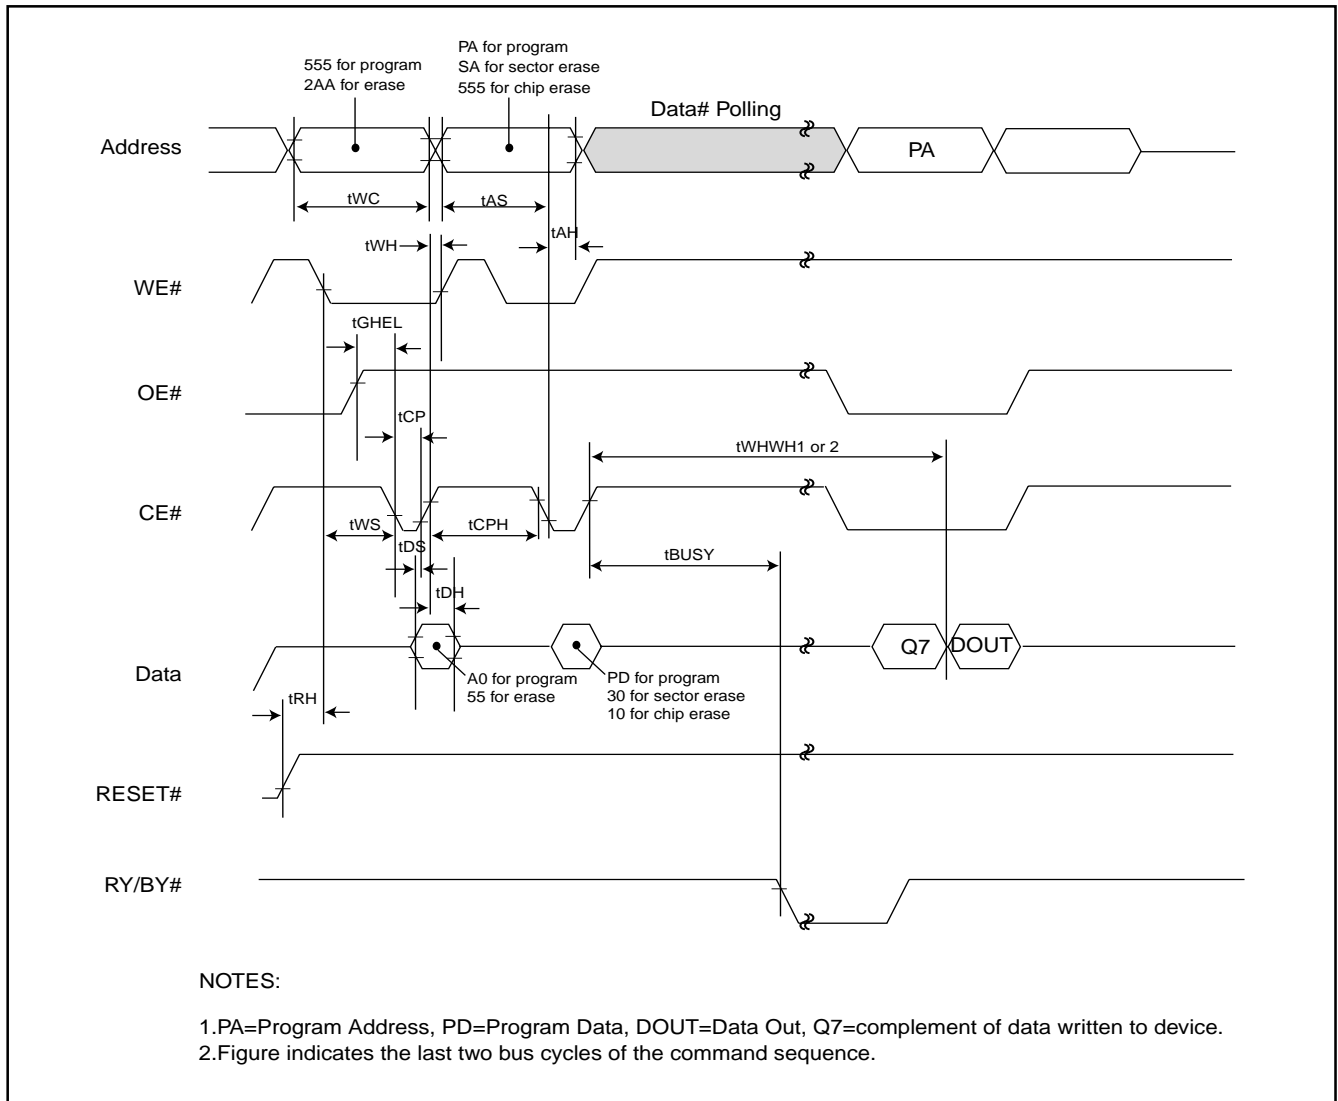 555 for program
2AA for erase
PA for program
SA for sector erase
555 for chip erase
Data# Polling
Address
PA
tWC
tAS
tAH
tWH
WE#
tGHEL
OE#
tCP
tWHWH1 or 2
CE#
tWS
tCPH
tDS
tBUSY
tDH
Data
Q7
DOUT
A0 for program
55 for erase
PD for program
30 for sector erase
10 for chip erase
tRH
RESET#
RY/BY#
NOTES:
1.PA=Program Address, PD=Program Data, DOUT=Data Out, Q7=complement of data written to device.
2.Figure indicates the last two bus cycles of the command sequence.